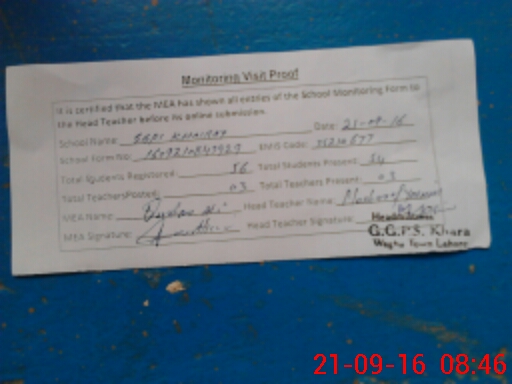 Monitoring Visit Proof
It is certified that the MEA has shown all entries of the School Monitoring Form to
the Head Teacher before his online submission.
School Name: Date: 21-09-16
School Form No: EMIS Code:
Total Students Registered: 56 Total Students Present: 34
Total Teachers Posted: 03 Total Teachers Present: 03
MEA Name: Head Teacher Name:
MEA Signature: Head Teacher Signature:
G.G.P.S. Khara
Wagha Town Lahore
21-09-16 08:46